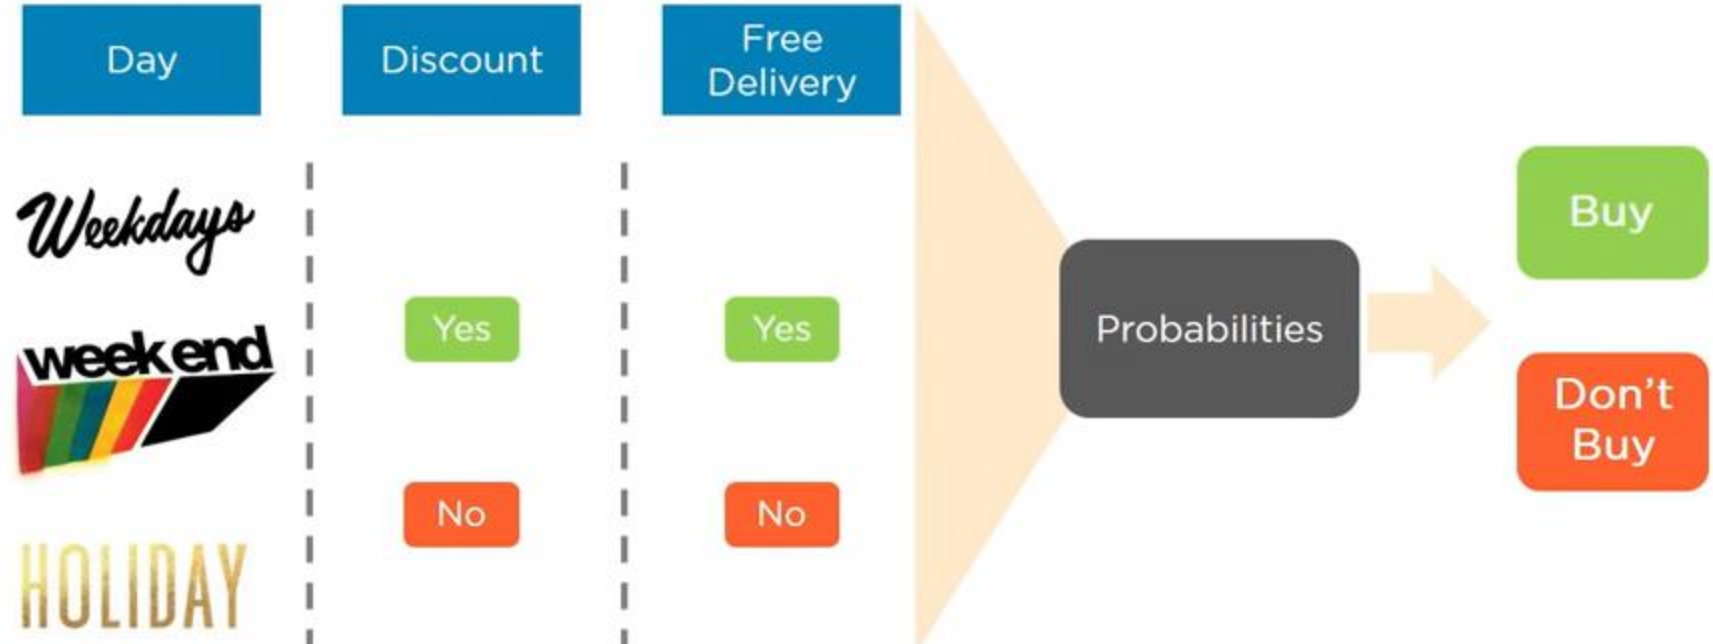 Day
Discount
Free
Delivery
Weekdays
weekend
HOLIDAY
Yes
No
Yes
No
Probabilities
Buy
Don't
Buy